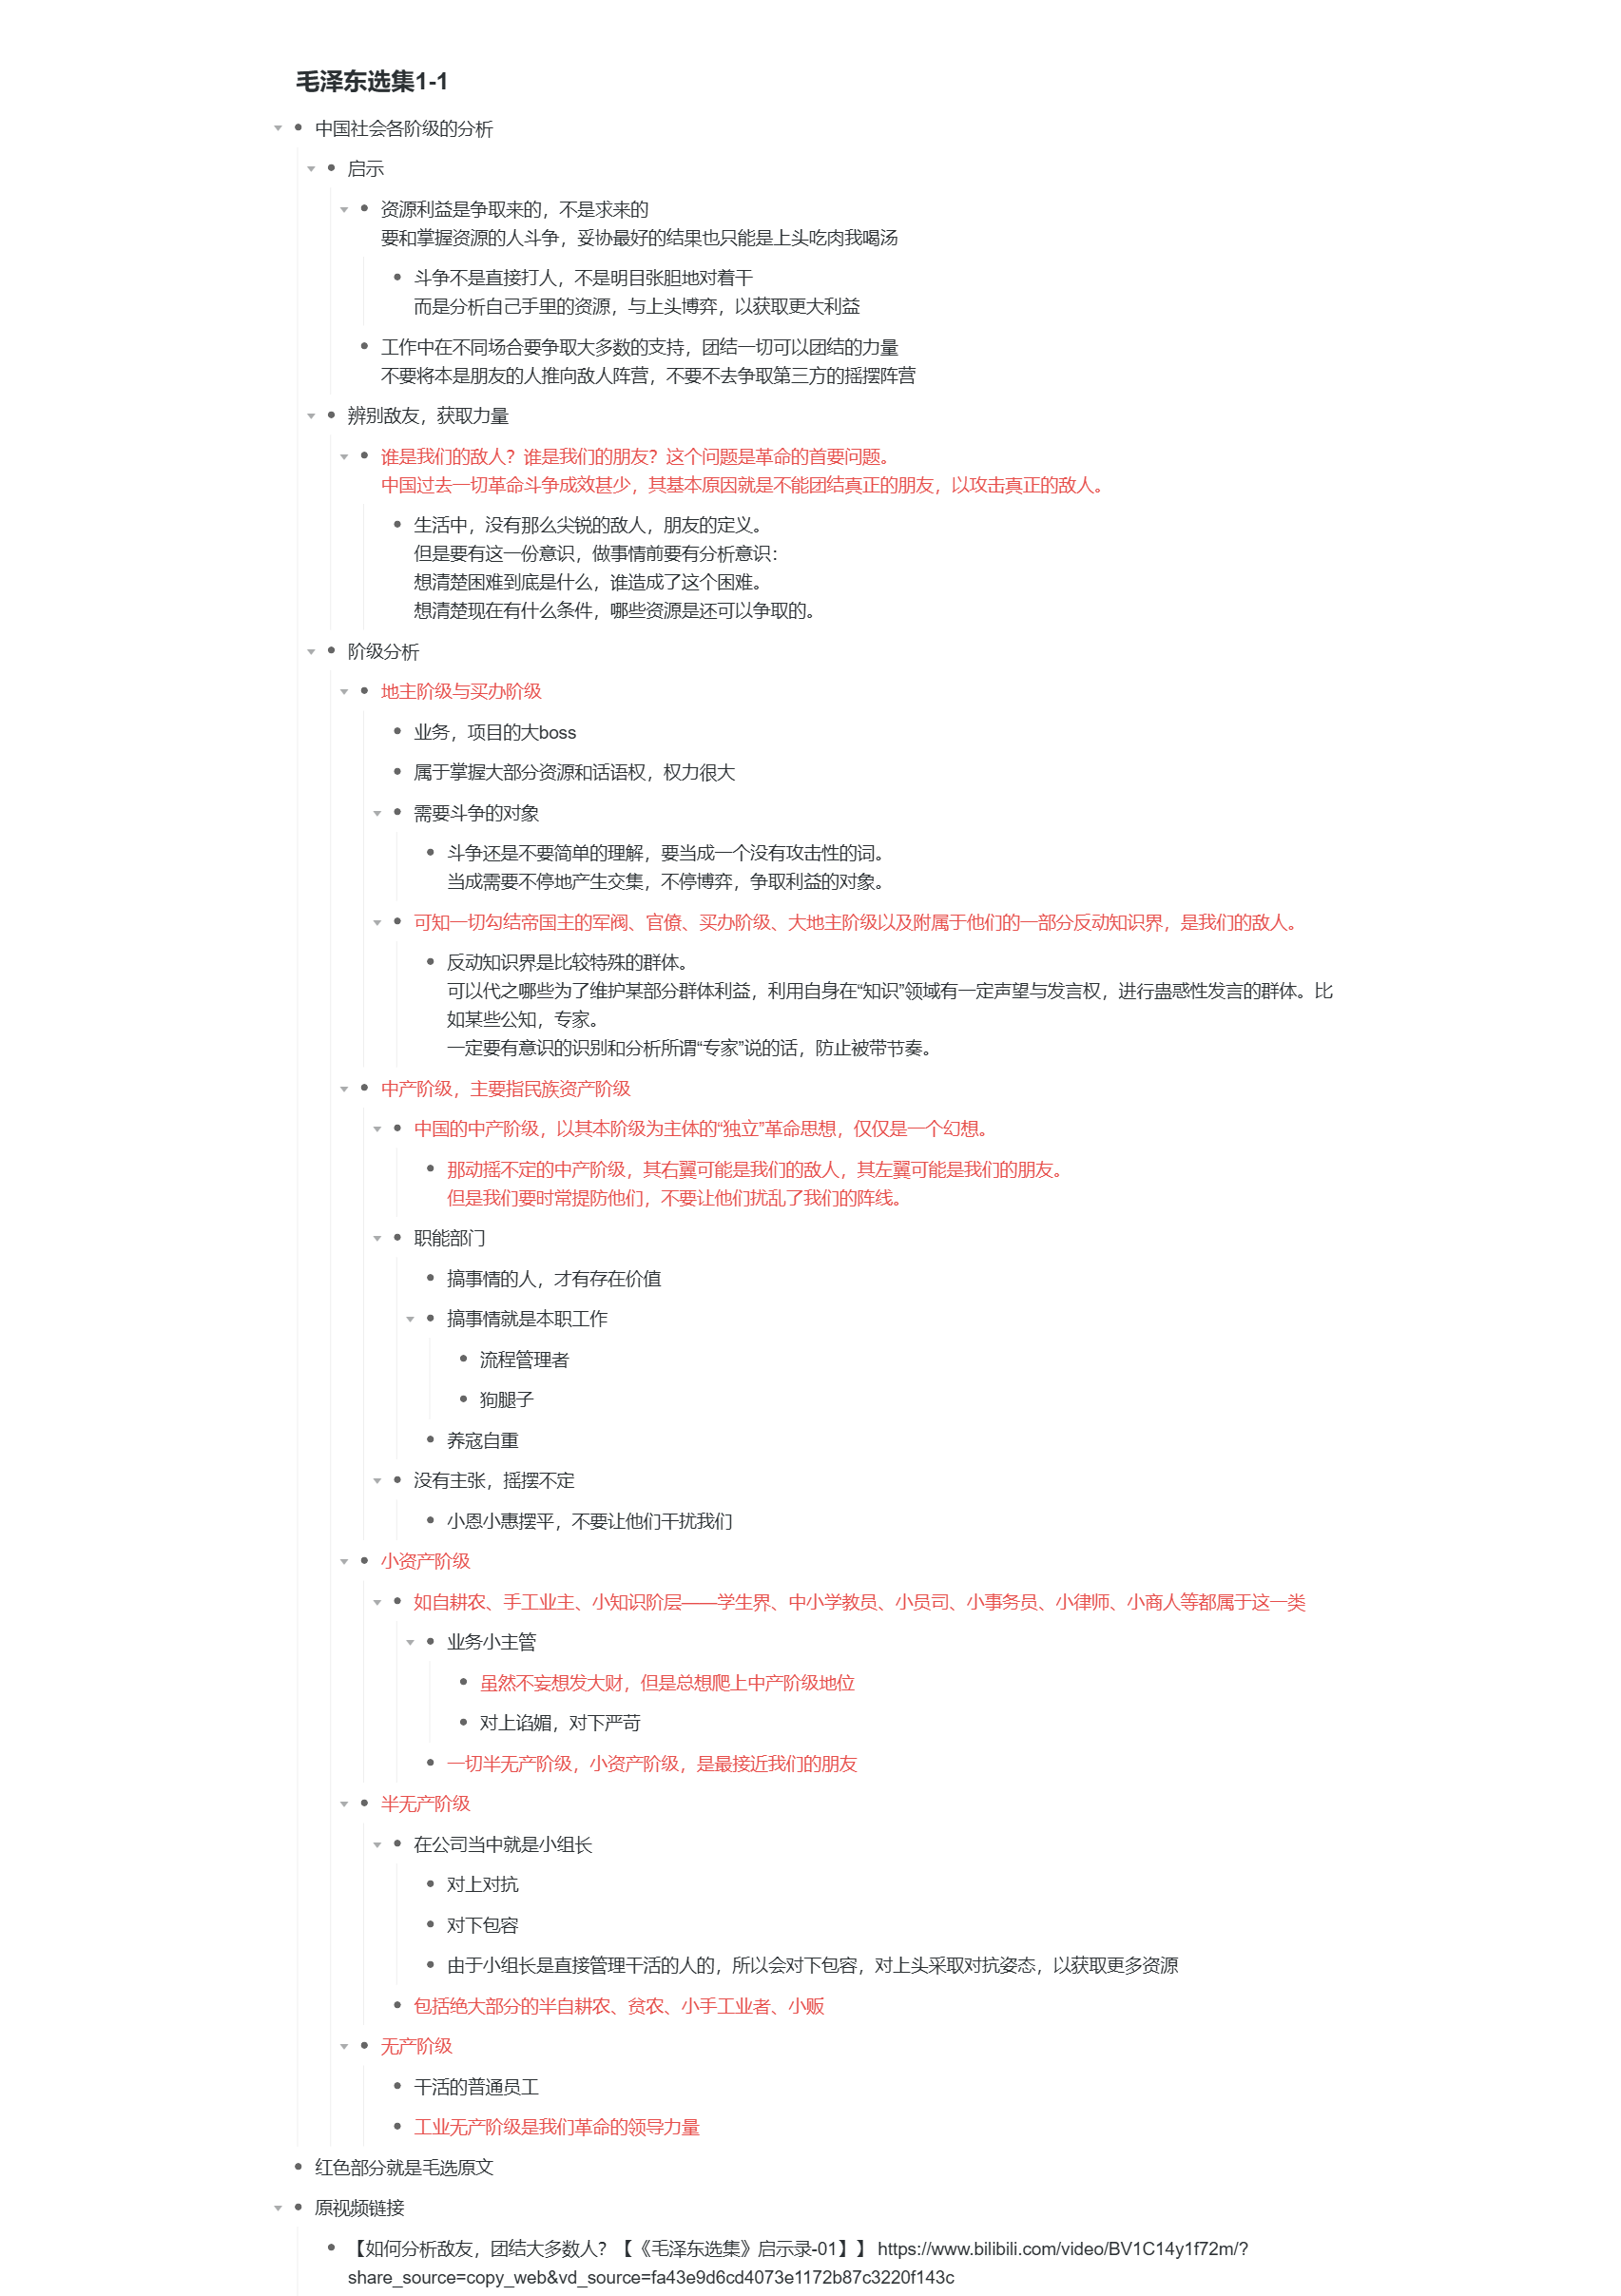 毛泽东选集1-1
中国社会各阶级的分析
启示
资源利益是争取来的，不是求来的
要和掌握资源的人斗争，妥协最好的结果也只能是上头吃肉我喝汤
斗争不是直接打人，不是明目张胆地对着干
而是分析自己手里的资源，与上头博弈，以获取更大利益
工作中在不同场合要争取大多数的支持，团结一切可以团结的力量
不要将本是朋友的人推向敌人阵营，不要不去争取第三方的摇摆阵营
辨别敌友，获取力量
谁是我们的敌人？谁是我们的朋友？这个问题是革命的首要问题。
中国过去一切革命斗争成效甚少，其基本原因就是不能团结真正的朋友，以攻击真正的敌人。
生活中，没有那么尖锐的敌人，朋友的定义。
但是要有这一份意识，做事情前要有分析意识：
想清楚困难到底是什么，谁造成了这个困难。
想清楚现在有什么条件，哪些资源是还可以争取的。
阶级分析
地主阶级与买办阶级
业务，项目的大boss
属于掌握大部分资源和话语权，权力很大
需要斗争的对象
斗争还是不要简单的理解，要当成一个没有攻击性的词。
当成需要不停地产生交集，不停博弈，争取利益的对象。
可知一切勾结帝国主的军阀、官僚、买办阶级、大地主阶级以及附属于他们的一部分反动知识界，是我们的敌人。
反动知识界是比较特殊的群体。
可以代之哪些为了维护某部分群体利益，利用自身在“知识”领域有一定声望与发言权，进行蛊惑性发言的群体。比
如某些公知，专家。
一定要有意识的识别和分析所谓“专家”说的话，防止被带节奏。
中产阶级，主要指民族资产阶级
中国的中产阶级，以其本阶级为主体的“独立”革命思想，仅仅是一个幻想。
那动摇不定的中产阶级，其右翼可能是我们的敌人，其左翼可能是我们的朋友。
但是我们要时常提防他们，不要让他们扰乱了我们的阵线。
职能部门
搞事情的人，才有存在价值
搞事情就是本职工作
流程管理者
狗腿子
养寇自重
没有主张，摇摆不定
小恩小惠摆平，不要让他们干扰我们
小资产阶级
如自耕农、手工业主、小知识阶层——学生界、中小学教员、小员司、小事务员、小律师、小商人等都属于这一类
业务小主管
虽然不妄想发大财，但是总想爬上中产阶级地位
对上谄媚，对下严苛
一切半无产阶级，小资产阶级，是最接近我们的朋友
半无产阶级
在公司当中就是小组长
对上对抗
对下包容
由于小组长是直接管理干活的人的，所以会对下包容，对上头采取对抗姿态，以获取更多资源
包括绝大部分的半自耕农、贫农、小手工业者、小贩
无产阶级
干活的普通员工
工业无产阶级是我们革命的领导力量
红色部分就是毛选原文
原视频链接
【如何分析敌友，团结大多数人？【《毛泽东选集》启示录-01】】 https://www.bilibili.com/video/BV1C14y1f72m/?
share_source=copy_web&vd_source=fa43e9d6cd4073e1172b87c3220f143c